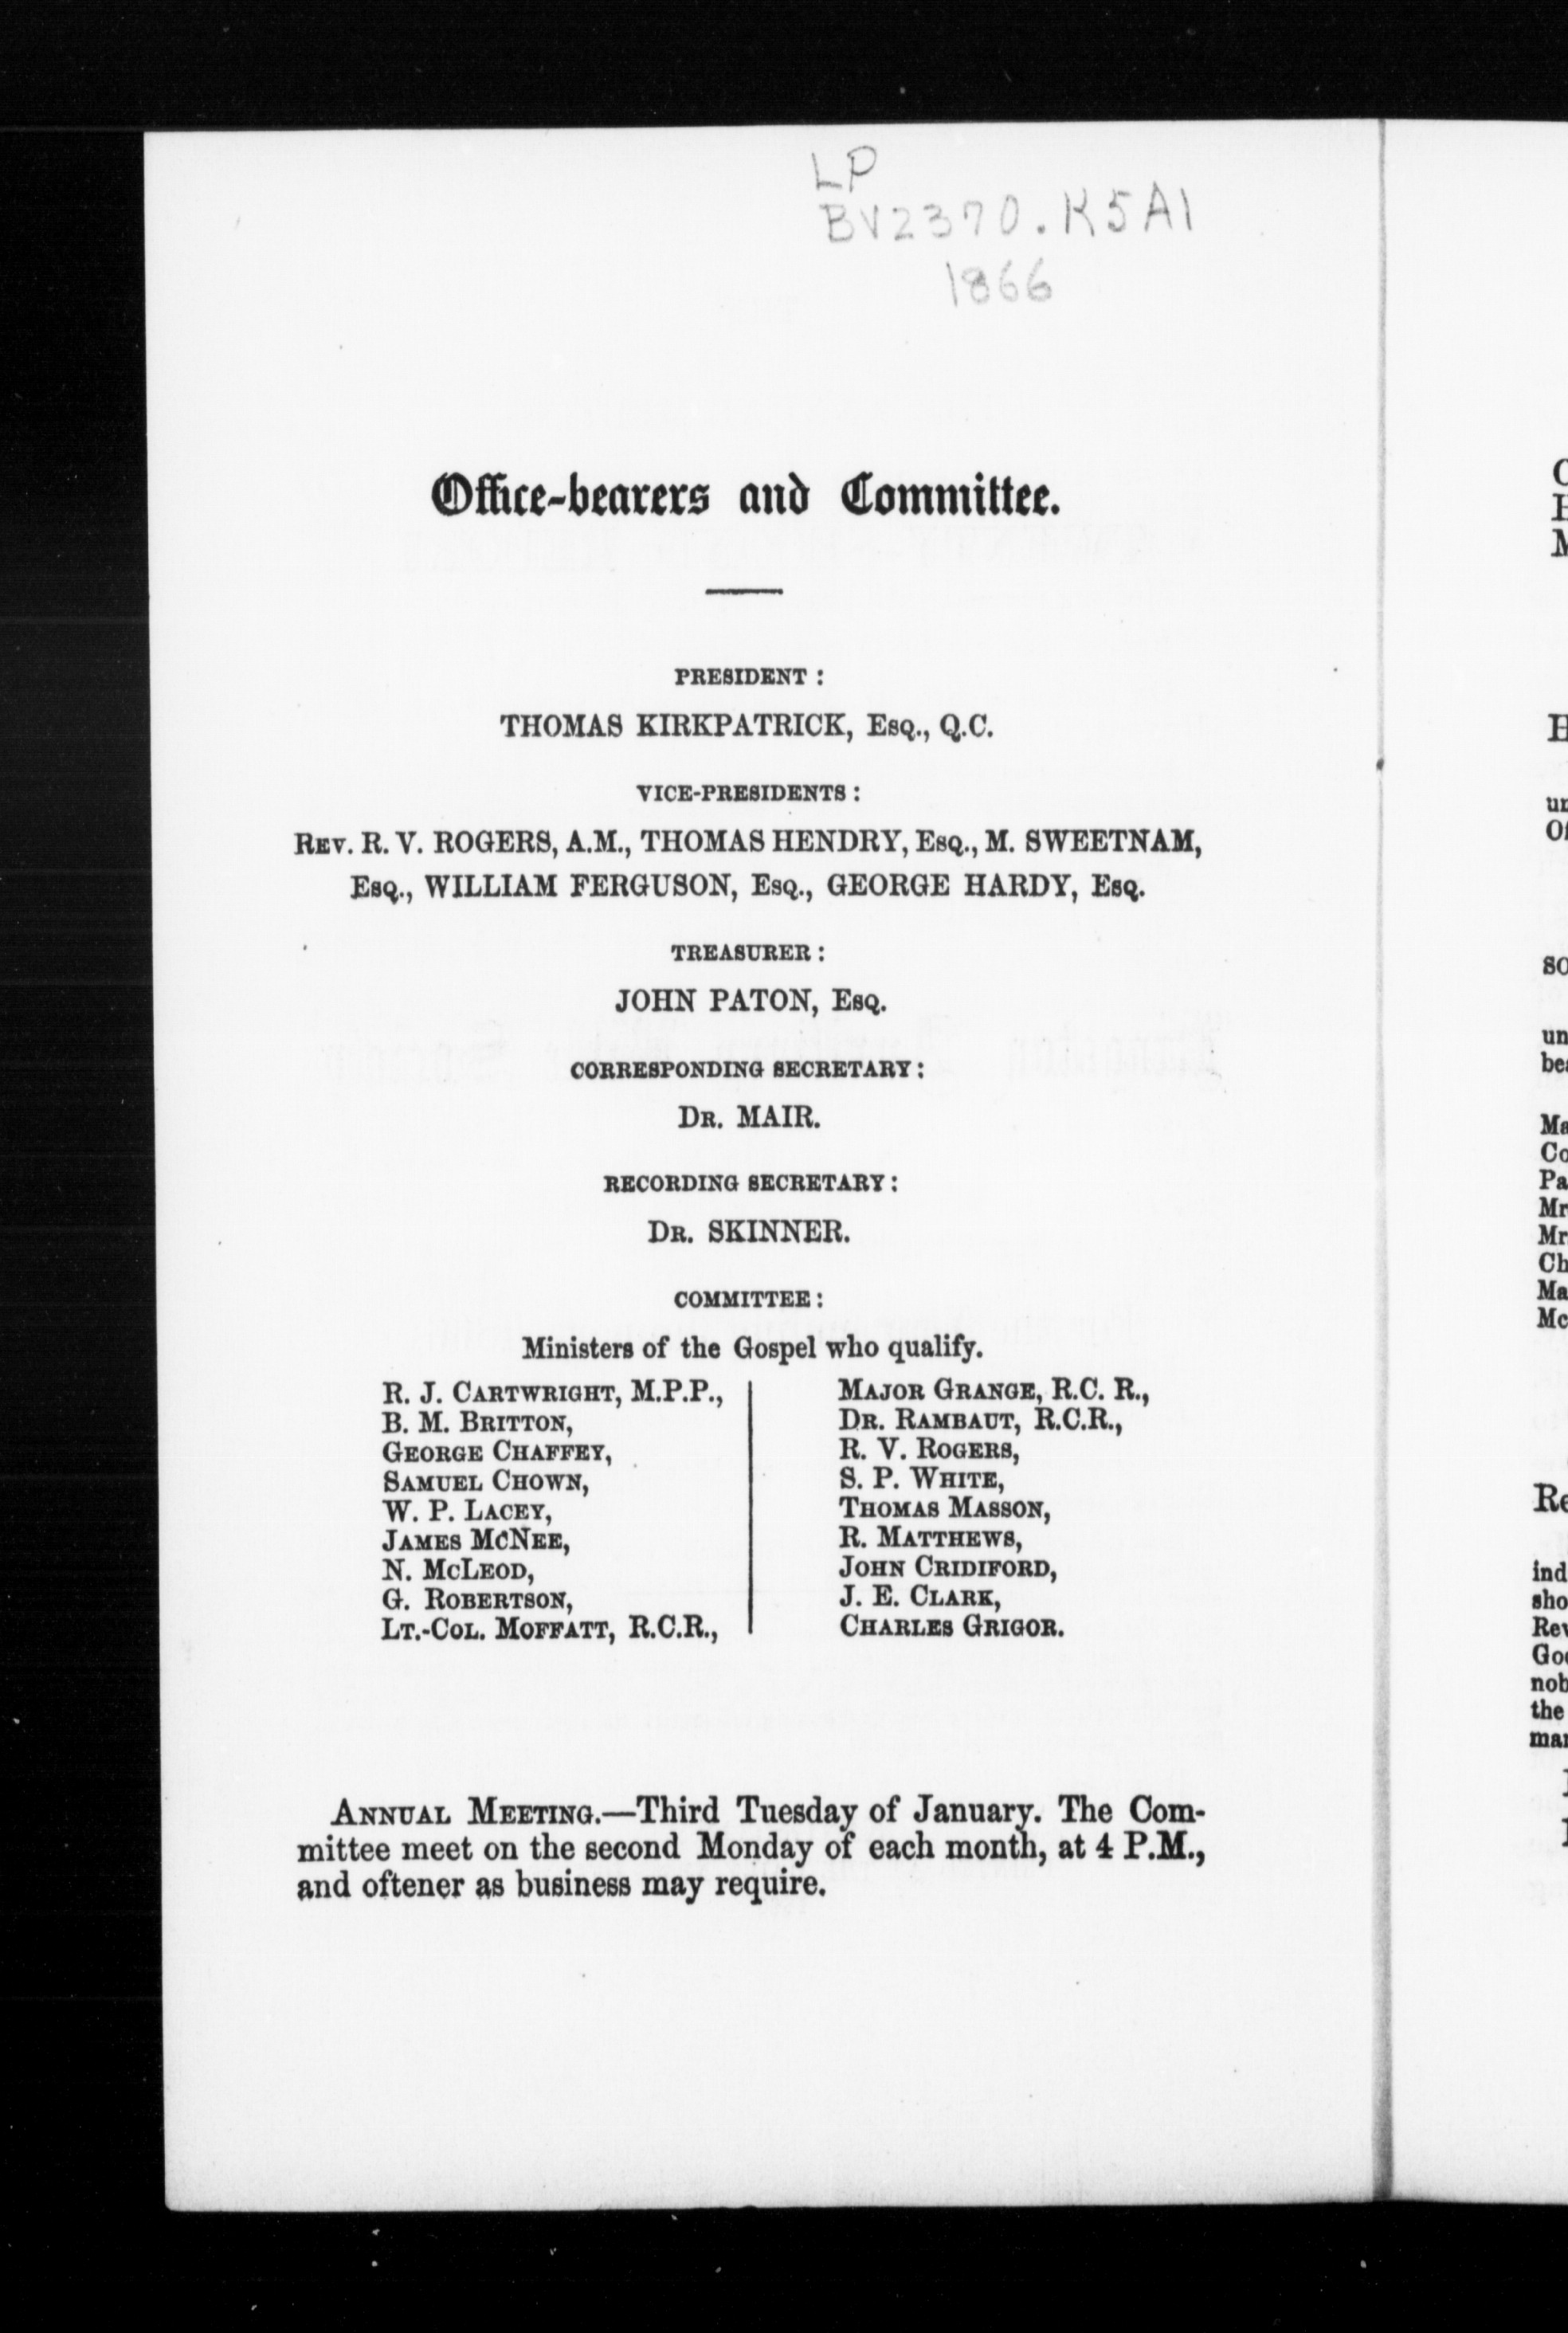 LP
BV2370.K5A1
1866
Office-bearers and Committee.
PRESIDENT :
THOMAS KIRKPATRICK, ESQ., Q.C.
VICE-PRESIDENTS :
REV. R. V. ROGERS, A.M., THOMAS HENDRY, ESQ., M. SWEETNAM,
ESQ., WILLIAM FERGUSON, ESQ., GEORGE HARDY, ESQ.
TREASURER :
JOHN PATON, ESQ.
CORRESPONDING SECRETARY :
DR. MAIR.
RECORDING SECRETARY :
DR. SKINNER.
COMMITTEE :
Ministers of the Gospel who qualify.
R. J. CARTWRIGHT, M.P.P.,
B. M. BRITTON,
GEORGE CHAFFEY,
SAMUEL CHOWN,
W. P. LACEY,
JAMES MCNEE,
N. MCLEOD,
G. ROBERTSON,
LT.-COL. MOFFATT, R.C.R.,
MAJOR GRANGE, R.C. R.,
DR. RAMBAUT, R.C.R.,
R. V. ROGERS,
S. P. WHITE,
THOMAS MASSON,
R. MATTHEWS,
JOHN CRIDIFORD,
J. E. CLARK,
CHARLES GRIGOR.
ANNUAL MEETING.—Third Tuesday of January. The Com-
mittee meet on the second Monday of each month, at 4 P.M.,
and oftener as business may require.